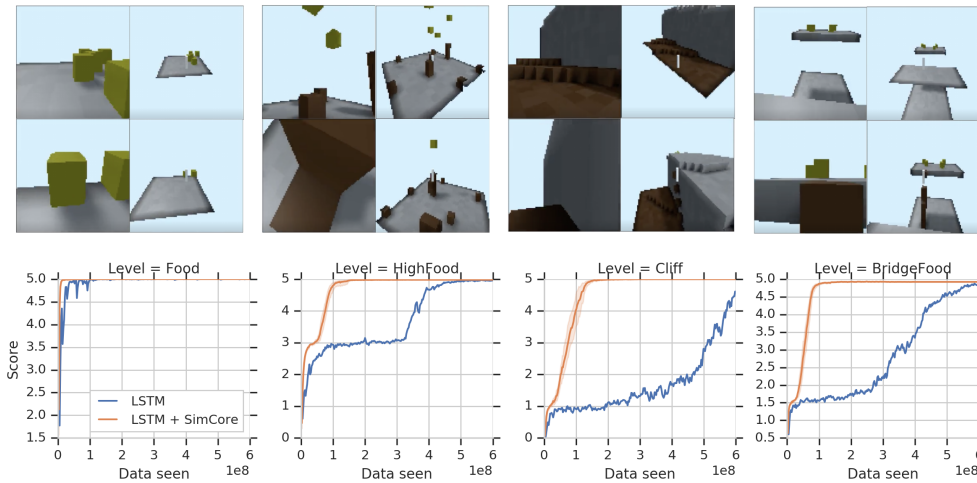 Level = Food
Level = HighFood
Level = Cliff
Level = BridgeFood
Score
5.0
4.5
4.0
3.5
3.0
2.5
2.0
1.5
LSTM
LSTM + SimCore
0 1 2 3 4 5 6
Data seen
1e8
5
4
3
2
1
0
0 1 2 3 4 5 6
Data seen
1e8
5
4
3
2
1
0
0 1 2 3 4 5 6
Data seen
1e8
5.0
4.5
4.0
3.5
3.0
2.5
2.0
1.5
1.0
0.5
0 1 2 3 4 5 6
Data seen
1e8